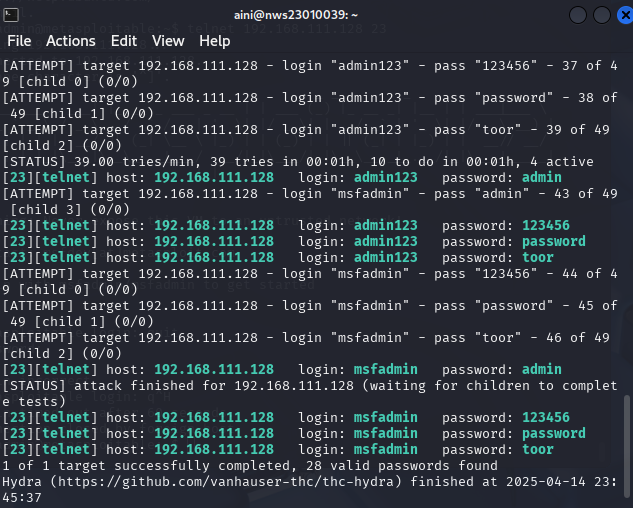 aini@nws23010039: ~
File Actions Edit View Help
[ATTEMPT] target 192.168.111.128 - login "admin123" - pass "123456" - 37 of 4
9 [child 0] (0/0)
[ATTEMPT] target 192.168.111.128 - login "admin123" - pass "password" - 38 of
 49 [child 1] (0/0)
[ATTEMPT] target 192.168.111.128 - login "admin123" - pass "toor" - 39 of 49
[child 2] (0/0)
[STATUS] 39.00 tries/min, 39 tries in 00:01h, 10 to do in 00:01h, 4 active
[23][telnet] host: 192.168.111.128   login: admin123   password: admin
[ATTEMPT] target 192.168.111.128 - login "msfadmin" - pass "admin" - 43 of 49
 [child 3] (0/0)
[23][telnet] host: 192.168.111.128   login: admin123   password: 123456
[23][telnet] host: 192.168.111.128   login: admin123   password: password
[23][telnet] host: 192.168.111.128   login: admin123   password: toor
[ATTEMPT] target 192.168.111.128 - login "msfadmin" - pass "123456" - 44 of 4
9 [child 0] (0/0)
[ATTEMPT] target 192.168.111.128 - login "msfadmin" - pass "password" - 45 of
 49 [child 1] (0/0)
[ATTEMPT] target 192.168.111.128 - login "msfadmin" - pass "toor" - 46 of 49
[child 2] (0/0)
[23][telnet] host: 192.168.111.128   login: msfadmin   password: admin
[STATUS] attack finished for 192.168.111.128 (waiting for children to complet
e tests)
[23][telnet] host: 192.168.111.128   login: msfadmin   password: 123456
[23][telnet] host: 192.168.111.128   login: msfadmin   password: password
[23][telnet] host: 192.168.111.128   login: msfadmin   password: toor
1 of 1 target successfully completed, 28 valid passwords found
Hydra (https://github.com/vanhauser-thc/thc-hydra) finished at 2025-04-14 23:
45:37